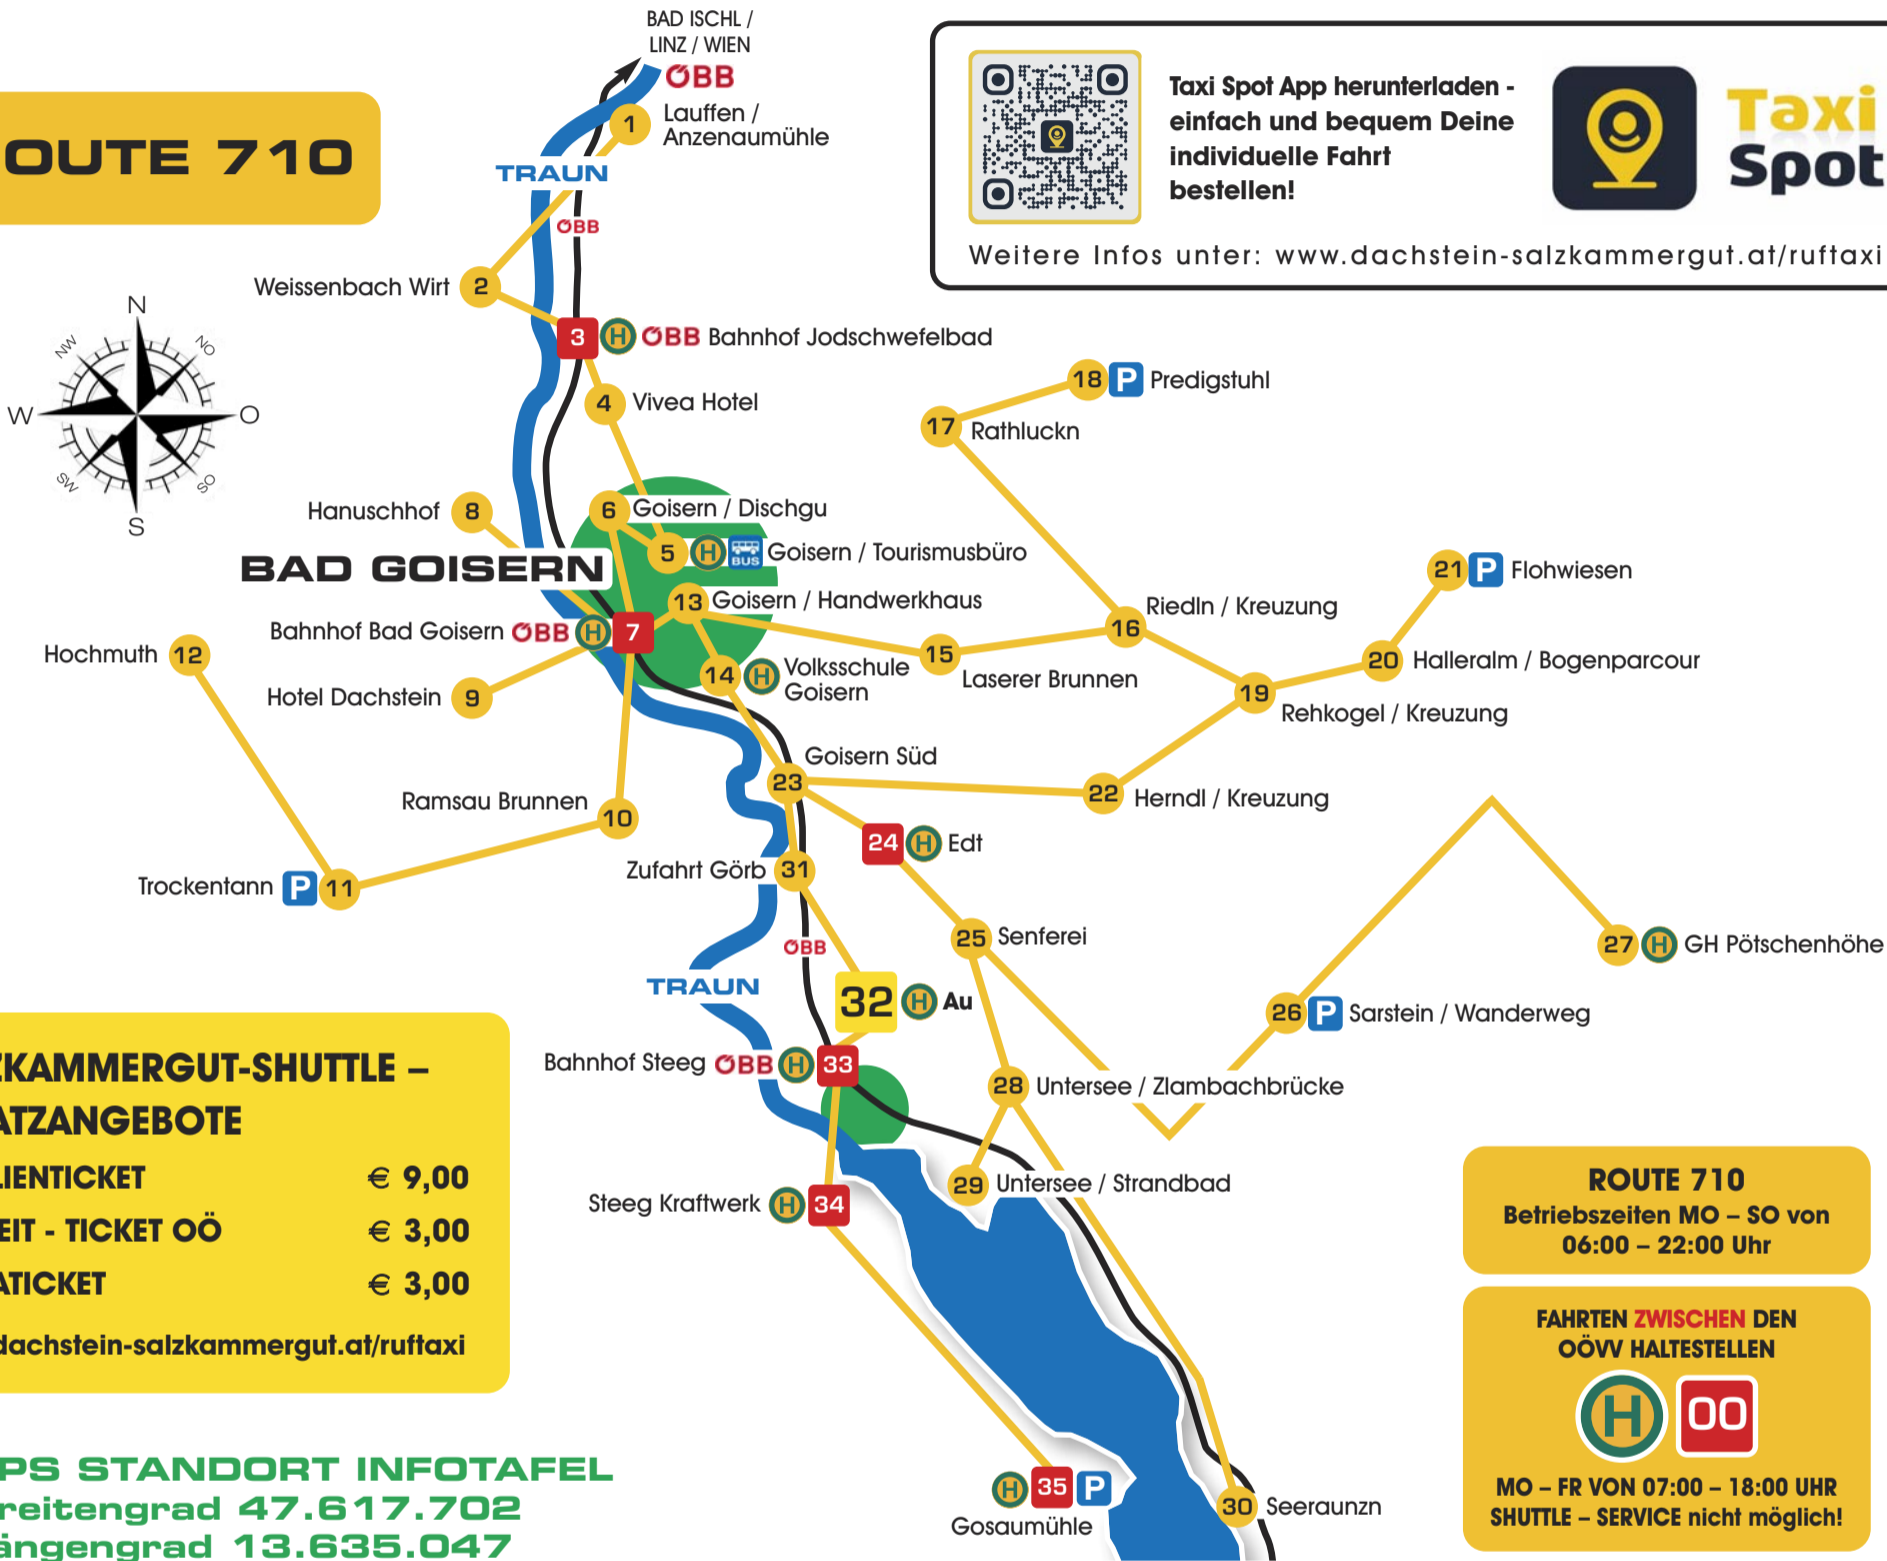 BAD ISCHL /
LINZ / WIEN
ÖBB
1
Lauffen /
Anzenaumühle
OUTE 710
TRAUN
ÖBB
Taxi Spot App herunterladen -
einfach und bequem Deine
individuelle Fahrt
bestellen!
Taxi
Spot
Weitere Infos unter: www.dachstein-salzkammergut.at/ruftaxi
Weissenbach Wirt 2
N
NO
O
SO
S
SW
W
NW
3 H ÖBB Bahnhof Jodschwefelbad
4 Vivea Hotel
18 P Predigstuhl
17 Rathluckn
Hanuschhof 8
6 Goisern / Dischgu
5 H BUS Goisern / Tourismusbüro
BAD GOISERN
21 P Flohwiesen
13 Goisern / Handwerkhaus
16 Riedln / Kreuzung
Bahnhof Bad Goisern ÖBB H 7
Hochmuth 12
15 Laserer Brunnen
20 Halleralm / Bogenparcour
14 H Volksschule
Goisern
Hotel Dachstein 9
19 Rehkogel / Kreuzung
Goisern Süd
23
22 Herndl / Kreuzung
Ramsau Brunnen
10
24 H Edt
Zufahrt Görb 31
Trockentann P 11
25 Senferei
ÖBB
27 H GH Pötschenhöhe
TRAUN
32 H Au
26 P Sarstein / Wanderweg
Bahnhof Steeg ÖBB H 33
28 Untersee / Zlambachbrücke
29 Untersee / Strandbad
Steeg Kraftwerk H 34
H 35 P
Gosaumühle
30 Seeraunzn
ZKAMMERGUT-SHUTTLE –
ATZANGEBOTE
LIENTICKET € 9,00
EIT - TICKET OÖ € 3,00
ATICKET € 3,00
dachstein-salzkammergut.at/ruftaxi
PS STANDORT INFOTAFEL
reitengrad 47.617.702
ängengrad 13.635.047
ROUTE 710
Betriebszeiten MO – SO von
06:00 – 22:00 Uhr
FAHRTEN ZWISCHEN DEN
OÖVV HALTESTELLEN
H 00
MO – FR VON 07:00 – 18:00 UHR
SHUTTLE – SERVICE nicht möglich!